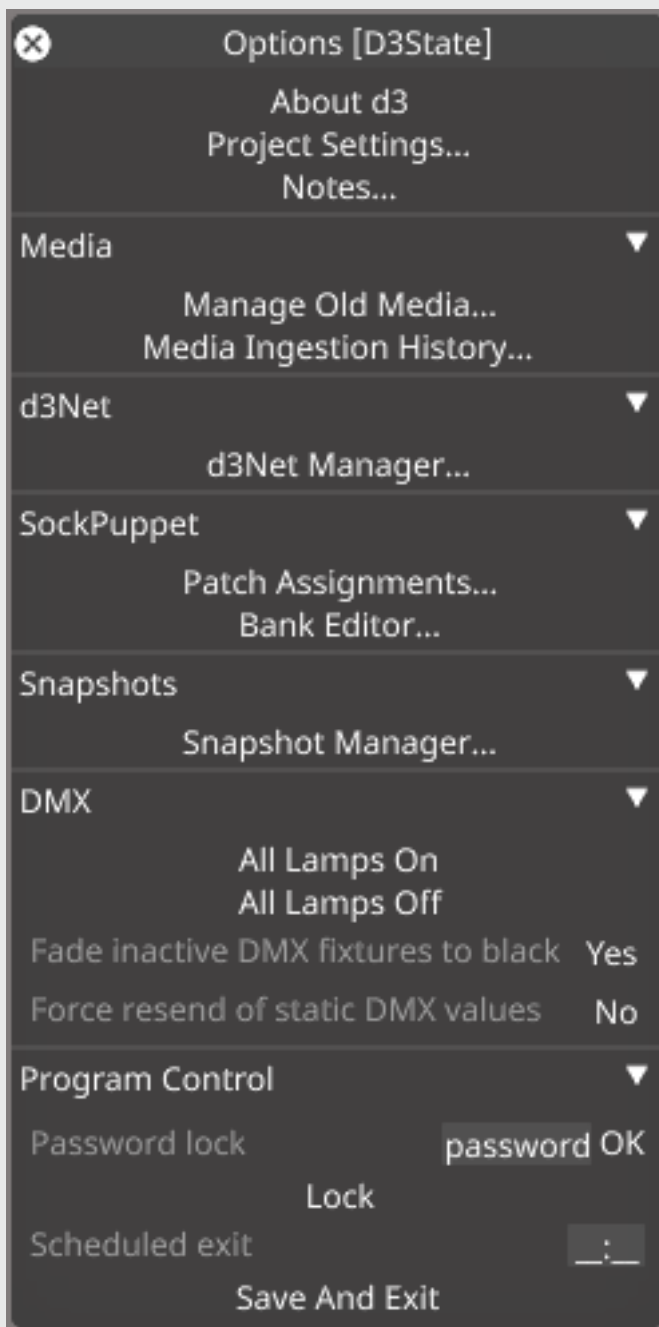 Options [D3State]
About d3
Project Settings...
Notes...
Media
Manage Old Media...
Media Ingestion History...
d3Net
d3Net Manager...
SockPuppet
Patch Assignments...
Bank Editor...
Snapshots
Snapshot Manager...
DMX
All Lamps On
All Lamps Off
Fade inactive DMX fixtures to black Yes
Force resend of static DMX values No
Program Control
Password lock password OK
Lock
Scheduled exit __:__
Save And Exit